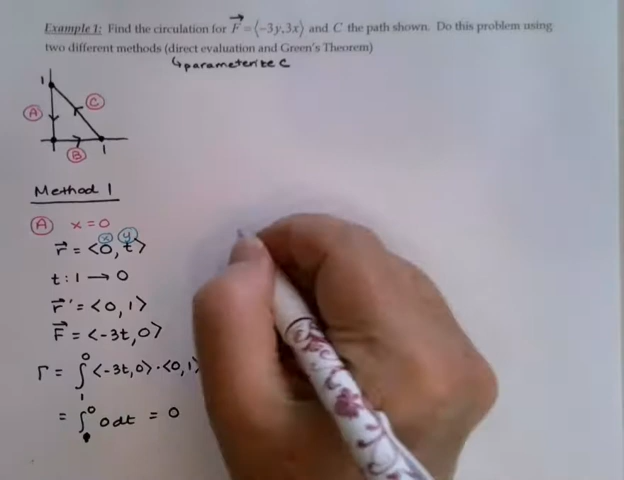 Example 1: Find the circulation for F⃗ = ⟨−3y,3x⟩ and C the path shown. Do this problem using
two different methods (direct evaluation and Green's Theorem)
↳parameterize C
1
A
C
B
1
Method 1
A x=0
x y
r⃗ = <0, t>
t : 1 → 0
r⃗' = <0, 1>
F⃗ = <-3t, 0>
Γ = ∫₁⁰ <-3t, 0> · <0, 1>
= ∫⁰ 0 dt = 0